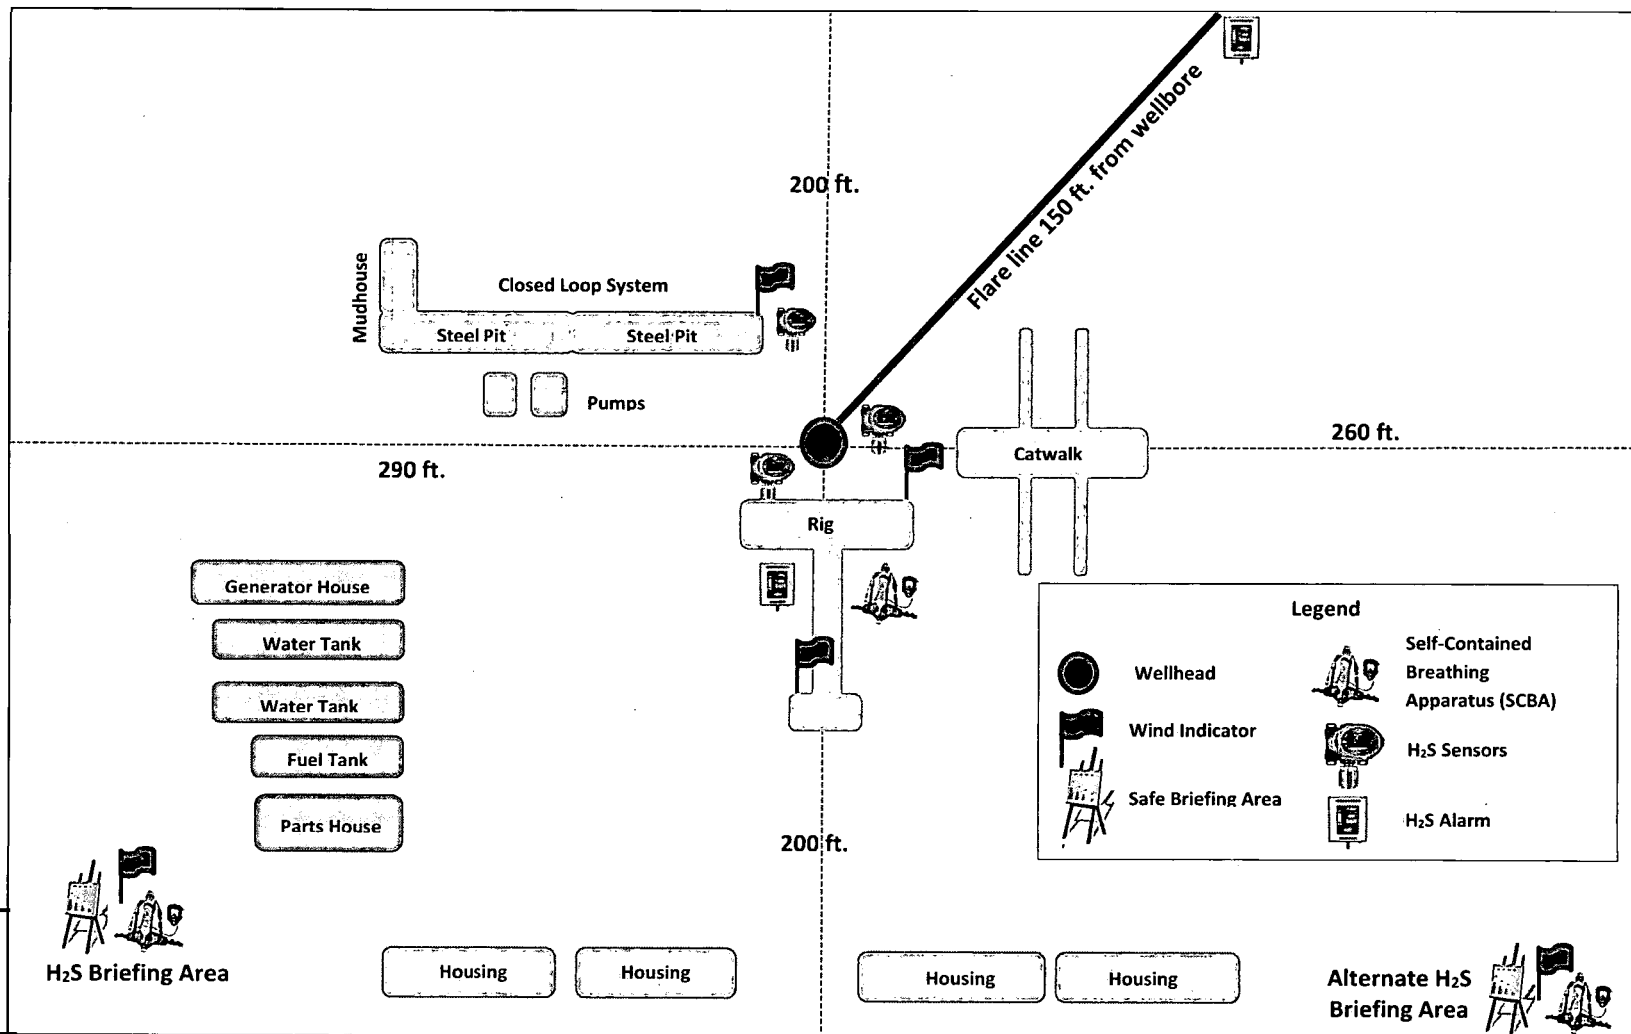 200 ft.
Flare line 150 ft. from wellbore
Mudhouse
Closed Loop System
Steel Pit
Steel Pit
Pumps
290 ft.
260 ft.
Catwalk
Rig
Generator House
Water Tank
Water Tank
Fuel Tank
Parts House
200 ft.
Legend
Wellhead
Wind Indicator
Safe Briefing Area
Self-Contained
Breathing
Apparatus (SCBA)
H₂S Sensors
H₂S Alarm
H₂S Briefing Area
Housing
Housing
Housing
Housing
Alternate H₂S
Briefing Area